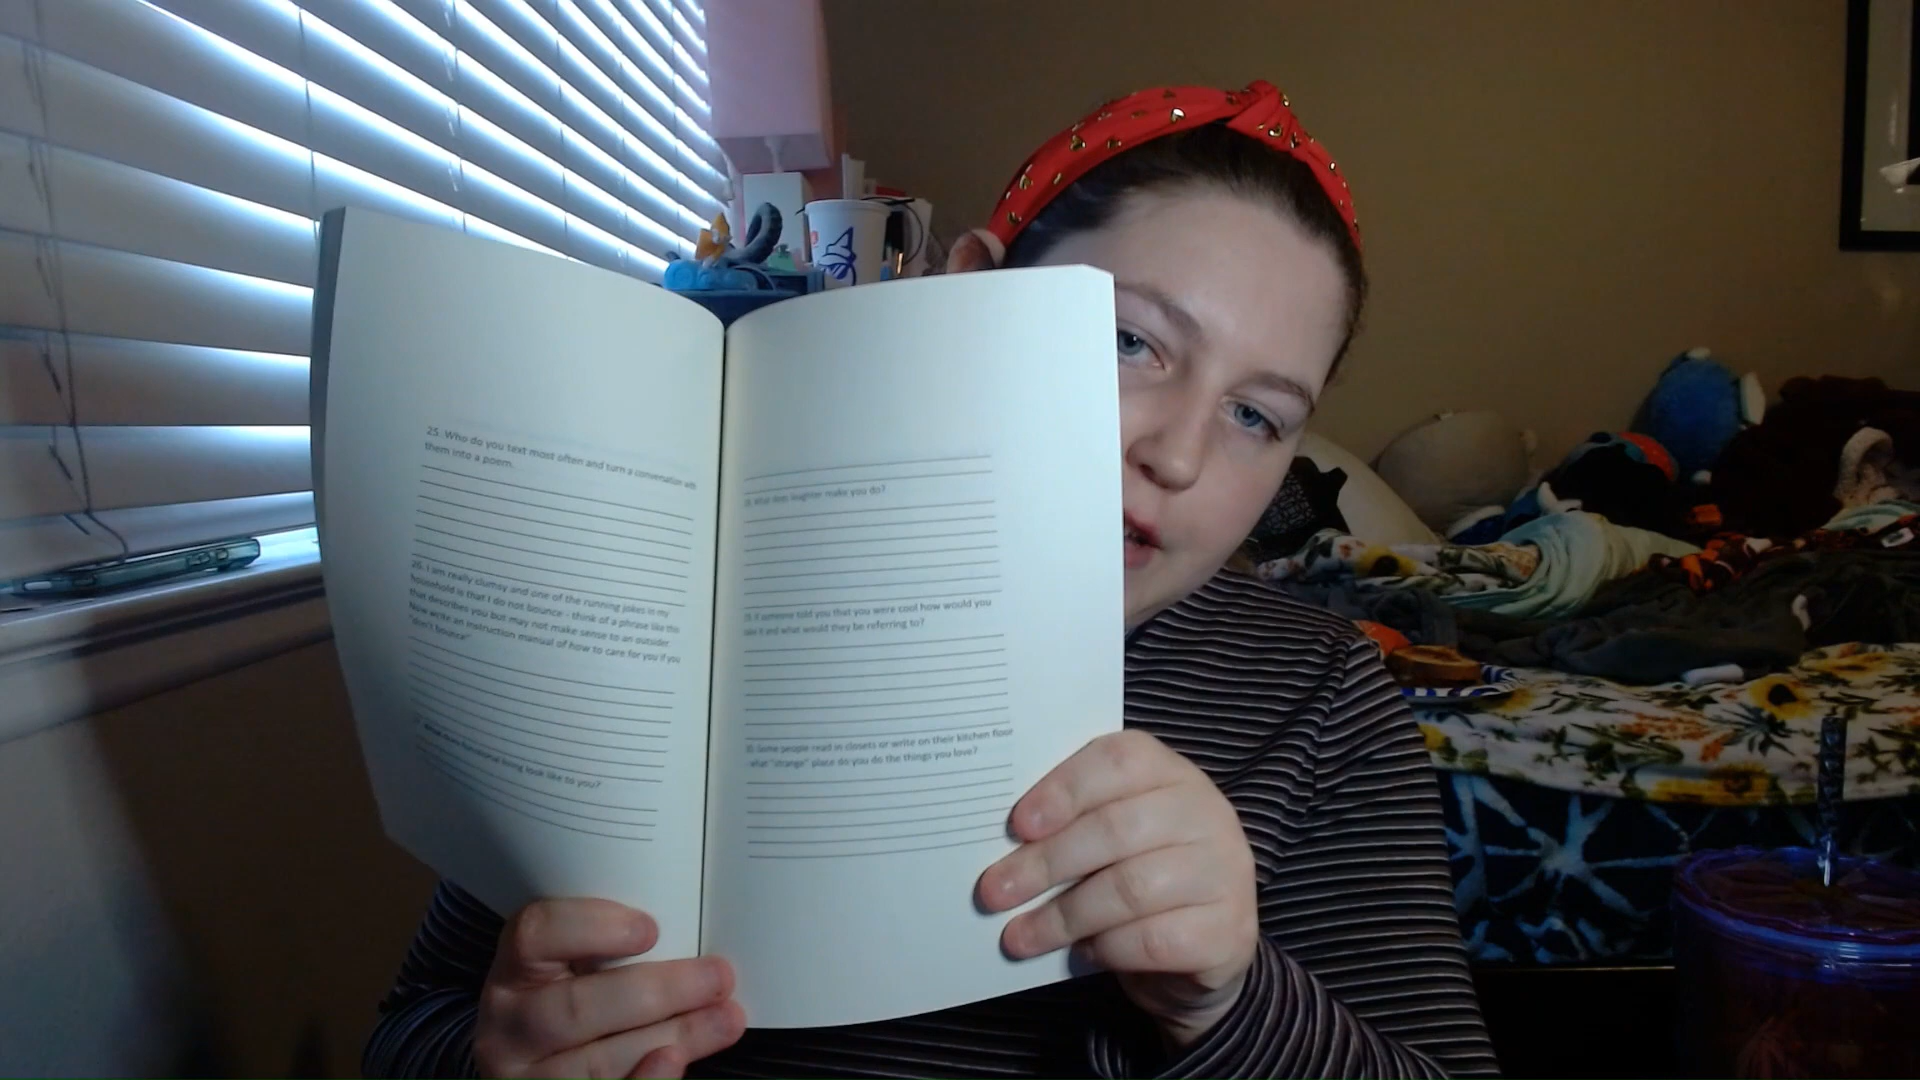 25. Who do you text most often and turn a conversation with
them into a poem.
26. I am really clumsy and one of the running jokes in my
household is that I do not bounce - think of a phrase like this
that describes you but may not make sense to an outsider.
Now write an instruction manual of how to care for you if you
"don't bounce"
What does functional living look like to you?
What does laughter make you do?
29. If someone told you that you were cool how would you
take it and what would they be referring to?
30. Some people read in closets or write on their kitchen floor
- what "strange" place do you do the things you love?